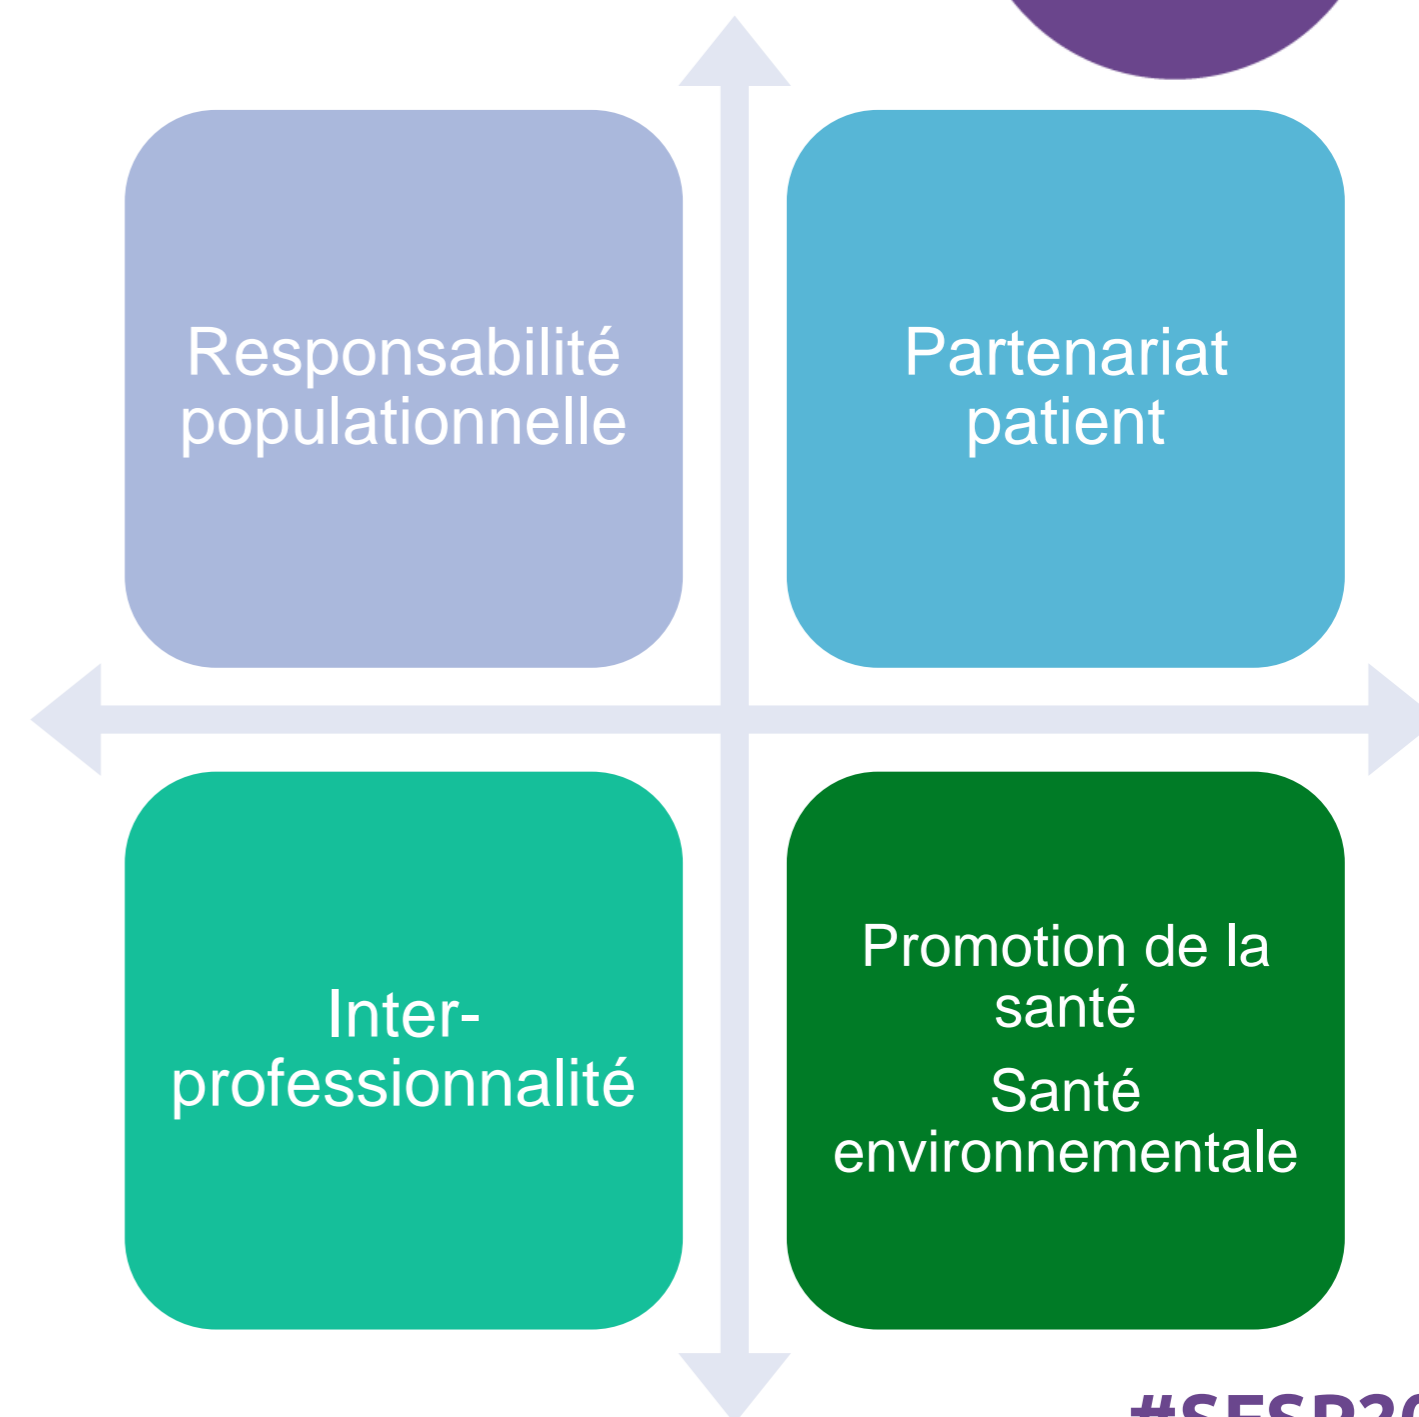 Responsabilité
populationnelle
Partenariat
patient
Inter-
professionnalité
Promotion de la
santé
Santé
environnementale